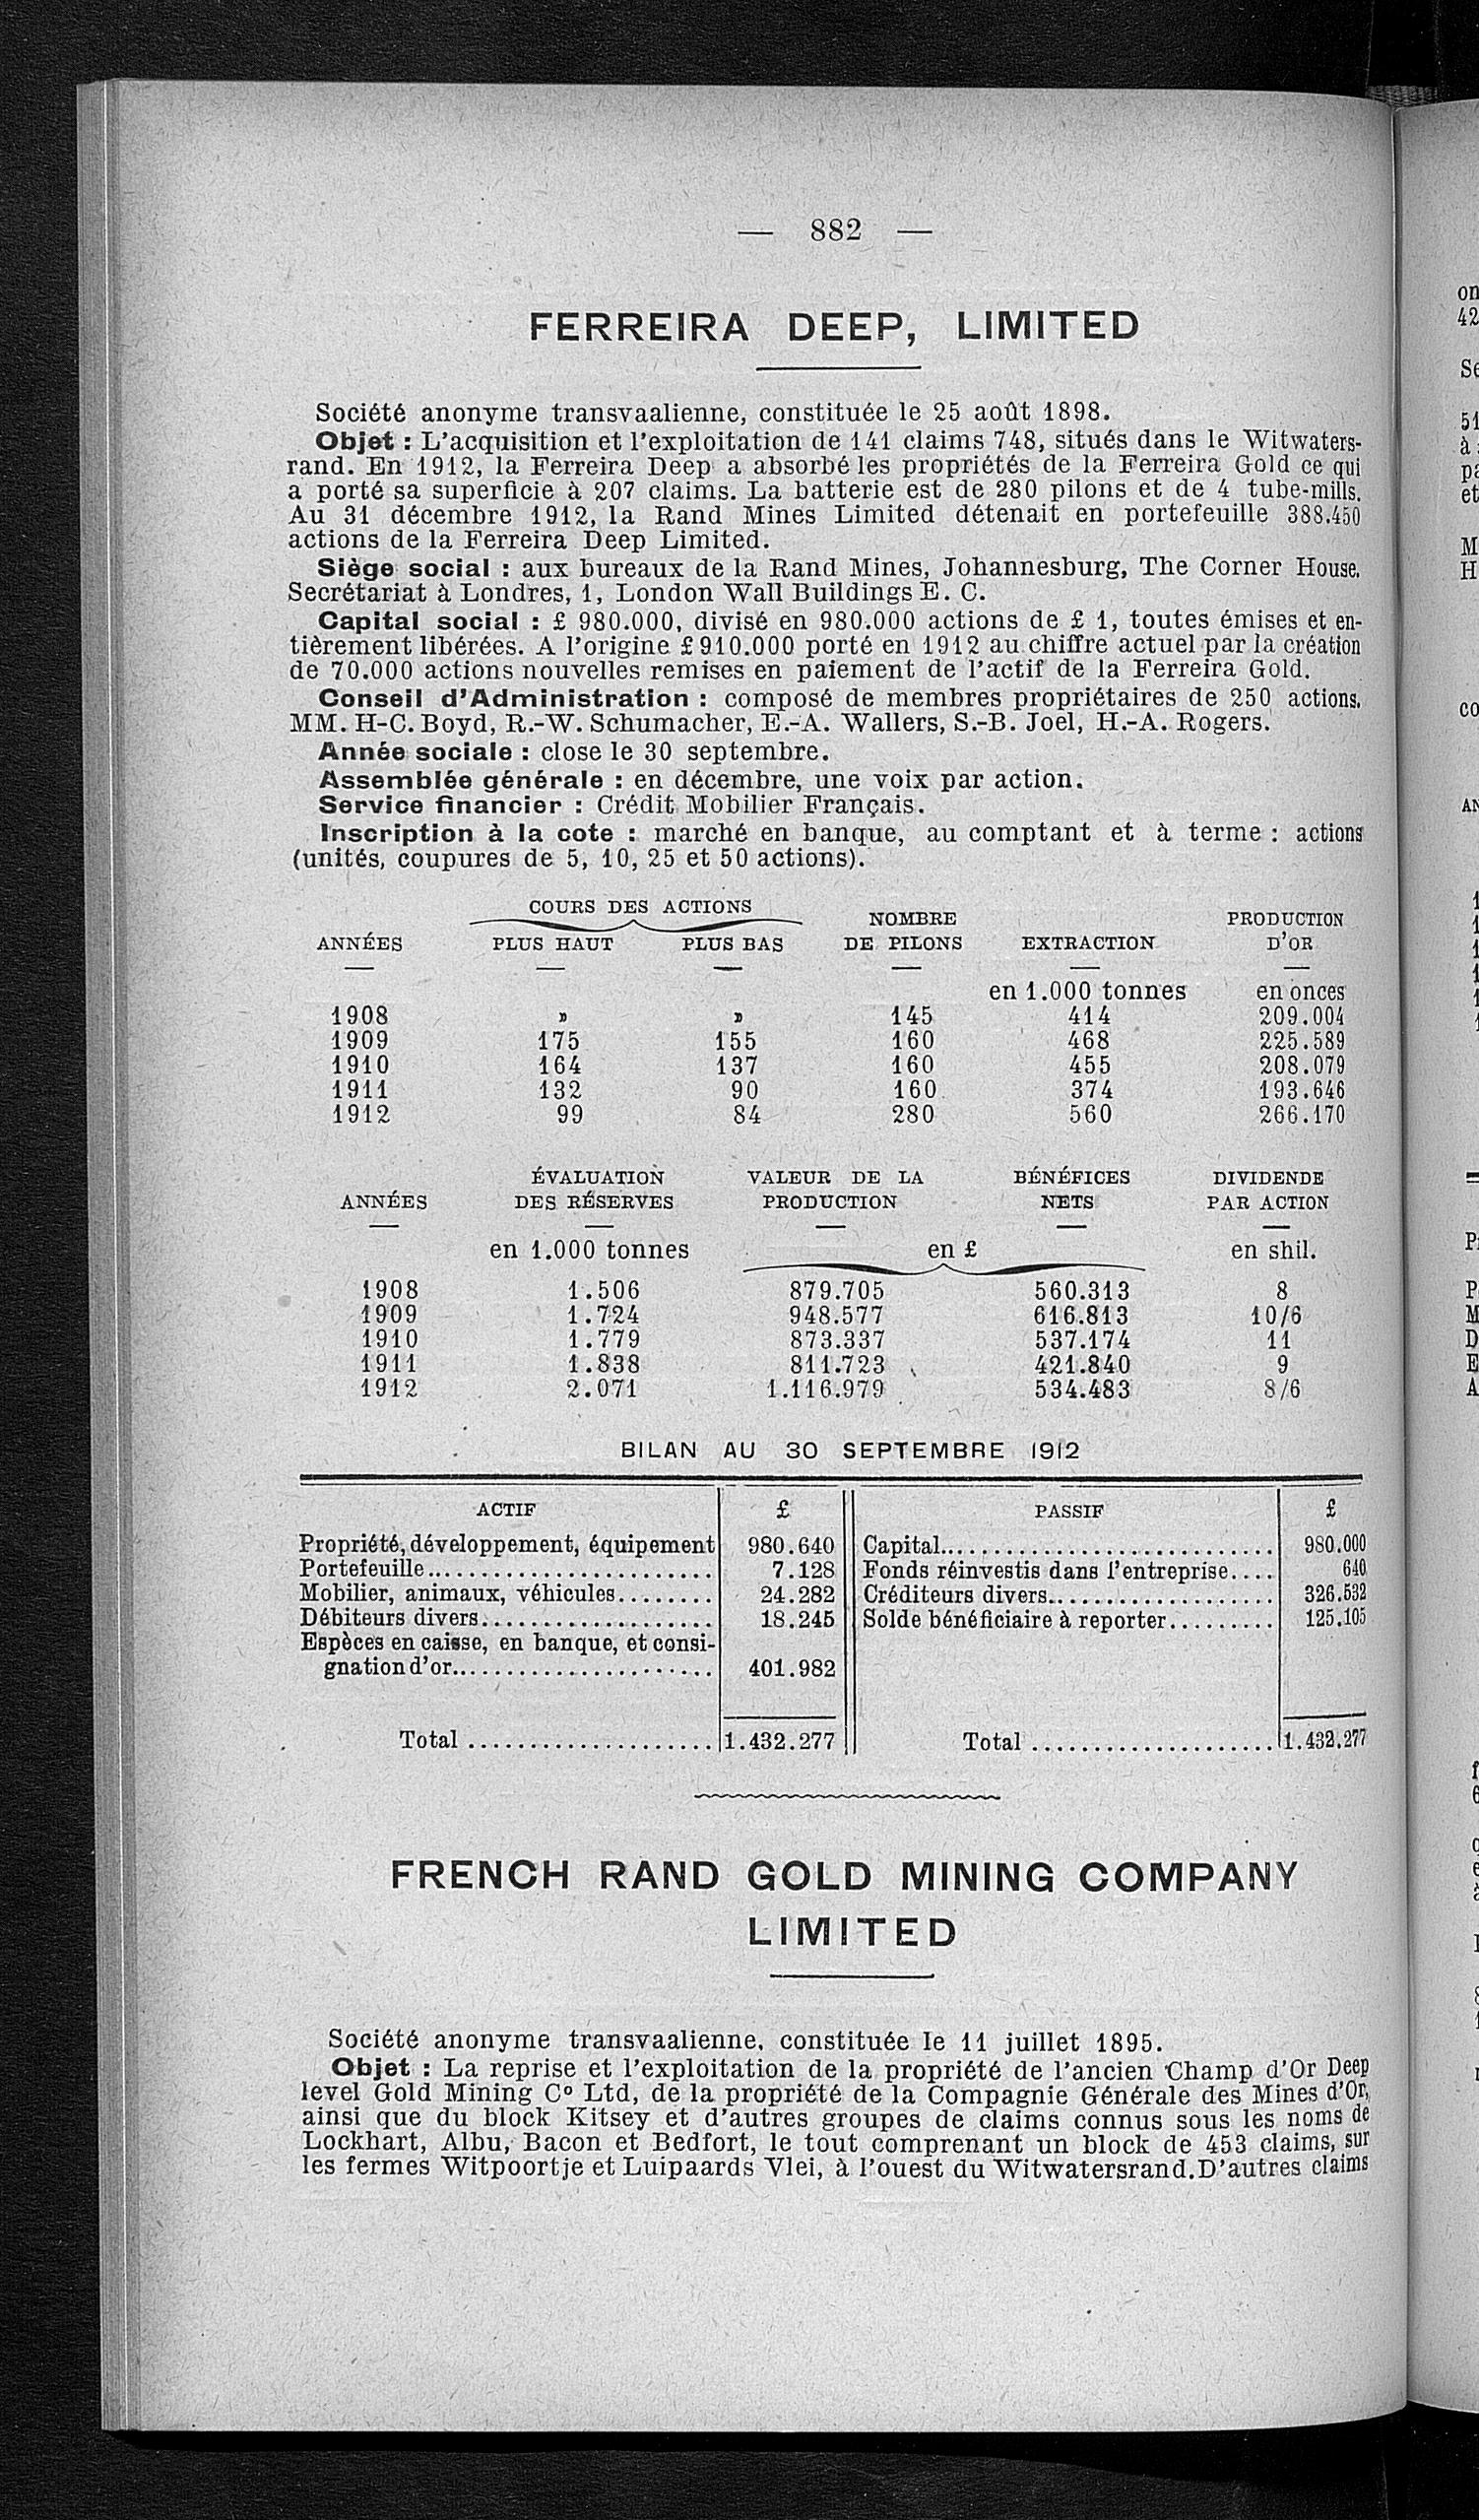 — 882 —
FERREIRA DEEP, LIMITED
Société anonyme transvaalienne, constituée le 25 août 1898.
Objet : L'acquisition et l'exploitation de 141 claims 748, situés dans le Witwaters-
rand. En 1912, la Ferreira Deep a absorbé les propriétés de la Ferreira Gold ce qui
a porté sa superficie à 207 claims. La batterie est de 280 pilons et de 4 tube-mills.
Au 31 décembre 1912, la Rand Mines Limited détenait en portefeuille 388.450
actions de la Ferreira Deep Limited.
Siège social : aux bureaux de la Rand Mines, Johannesburg, The Corner House.
Secrétariat à Londres, 1, London Wall Buildings E. C.
Capital social : £ 980.000, divisé en 980.000 actions de £ 1, toutes émises et en-
tièrement libérées. A l'origine £ 910.000 porté en 1912 au chiffre actuel par la création
de 70.000 actions nouvelles remises en paiement de l'actif de la Ferreira Gold.
Conseil d'Administration : composé de membres propriétaires de 250 actions.
MM. H-C. Boyd, R.-W. Schumacher, E.-A. Wallers, S.-B. Joel, H.-A. Rogers.
Année sociale : close le 30 septembre.
Assemblée générale : en décembre, une voix par action.
Service financier : Crédit Mobilier Français.
Inscription à la cote : marché en banque, au comptant et à terme : actions
(unités, coupures de 5, 10, 25 et 50 actions).
COURS DES ACTIONS NOMBRE PRODUCTION
ANNÉES PLUS HAUT PLUS BAS DE PILONS EXTRACTION D'OR
en 1.000 tonnes en onces
1908 » » 145 414 209.004
1909 175 155 160 468 225.589
1910 164 137 160 455 208.079
1911 132 90 160 374 193.646
1912 99 84 280 560 266.170
ÉVALUATION VALEUR DE LA BÉNÉFICES DIVIDENDE
ANNÉES DES RÉSERVES PRODUCTION NETS PAR ACTION
en 1.000 tonnes en £ en shil.
1908 1.506 879.705 560.313 8
1909 1.724 948.577 616.813 10/6
1910 1.779 873.337 537.174 11
1911 1.838 811.723 421.840 9
1912 2.071 1.116.979 534.483 8/6
BILAN AU 30 SEPTEMBRE 1912
ACTIF £ PASSIF £
Propriété, développement, équipement 980.640 Capital.............................. 980.000
Portefeuille........................ 7.128 Fonds réinvestis dans l'entreprise.... 640
Mobilier, animaux, véhicules........ 24.282 Créditeurs divers..................... 326.532
Débiteurs divers.................... 18.245 Solde bénéficiaire à reporter......... 125.105
Espèces en caisse, en banque, et consi-
gnation d'or...................... 401.982
Total .................... 1.432.277 Total .................... 1.432.277
FRENCH RAND GOLD MINING COMPANY
LIMITED
Société anonyme transvaalienne, constituée le 11 juillet 1895.
Objet : La reprise et l'exploitation de la propriété de l'ancien Champ d'Or Deep
level Gold Mining Cº Ltd, de la propriété de la Compagnie Générale des Mines d'Or,
ainsi que du block Kitsey et d'autres groupes de claims connus sous les noms de
Lockhart, Albu, Bacon et Bedfort, le tout comprenant un block de 453 claims, sur
les fermes Witpoortje et Luipaards Vlei, à l'ouest du Witwatersrand. D'autres claims